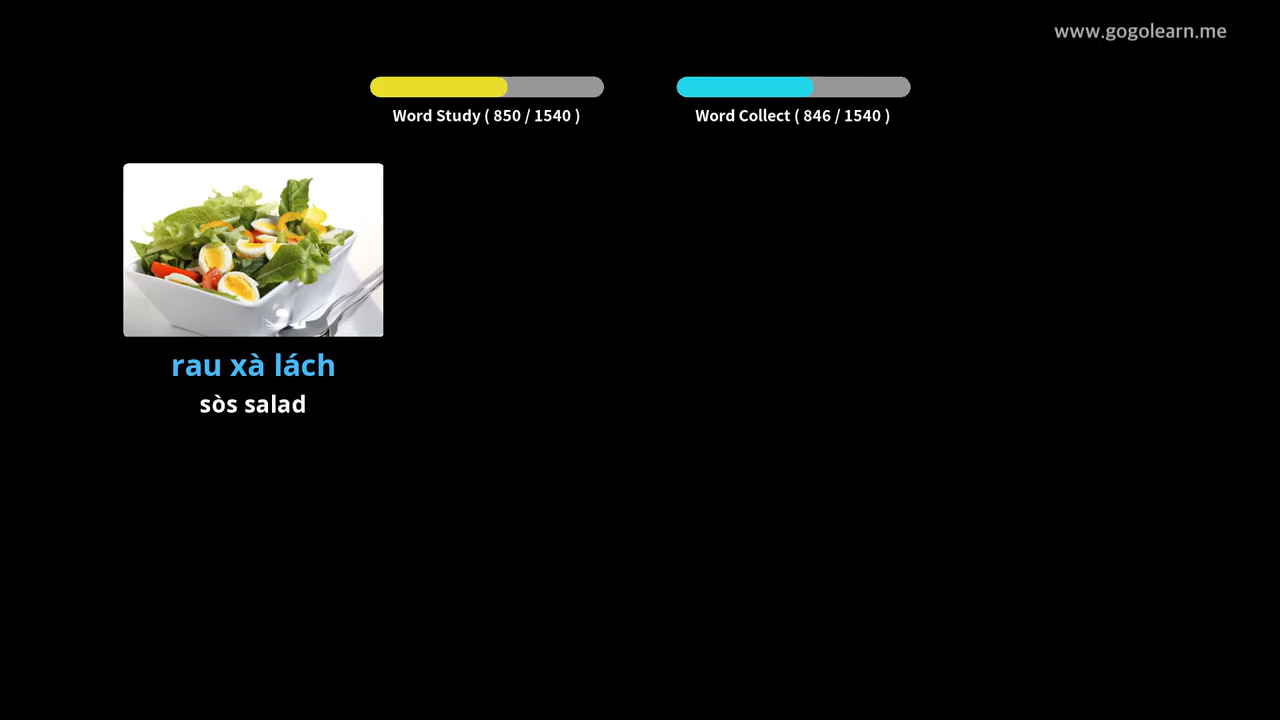 www.gogolearn.me
Word Study ( 850 / 1540 )
Word Collect ( 846 / 1540 )
rau xà lách
sòs salad